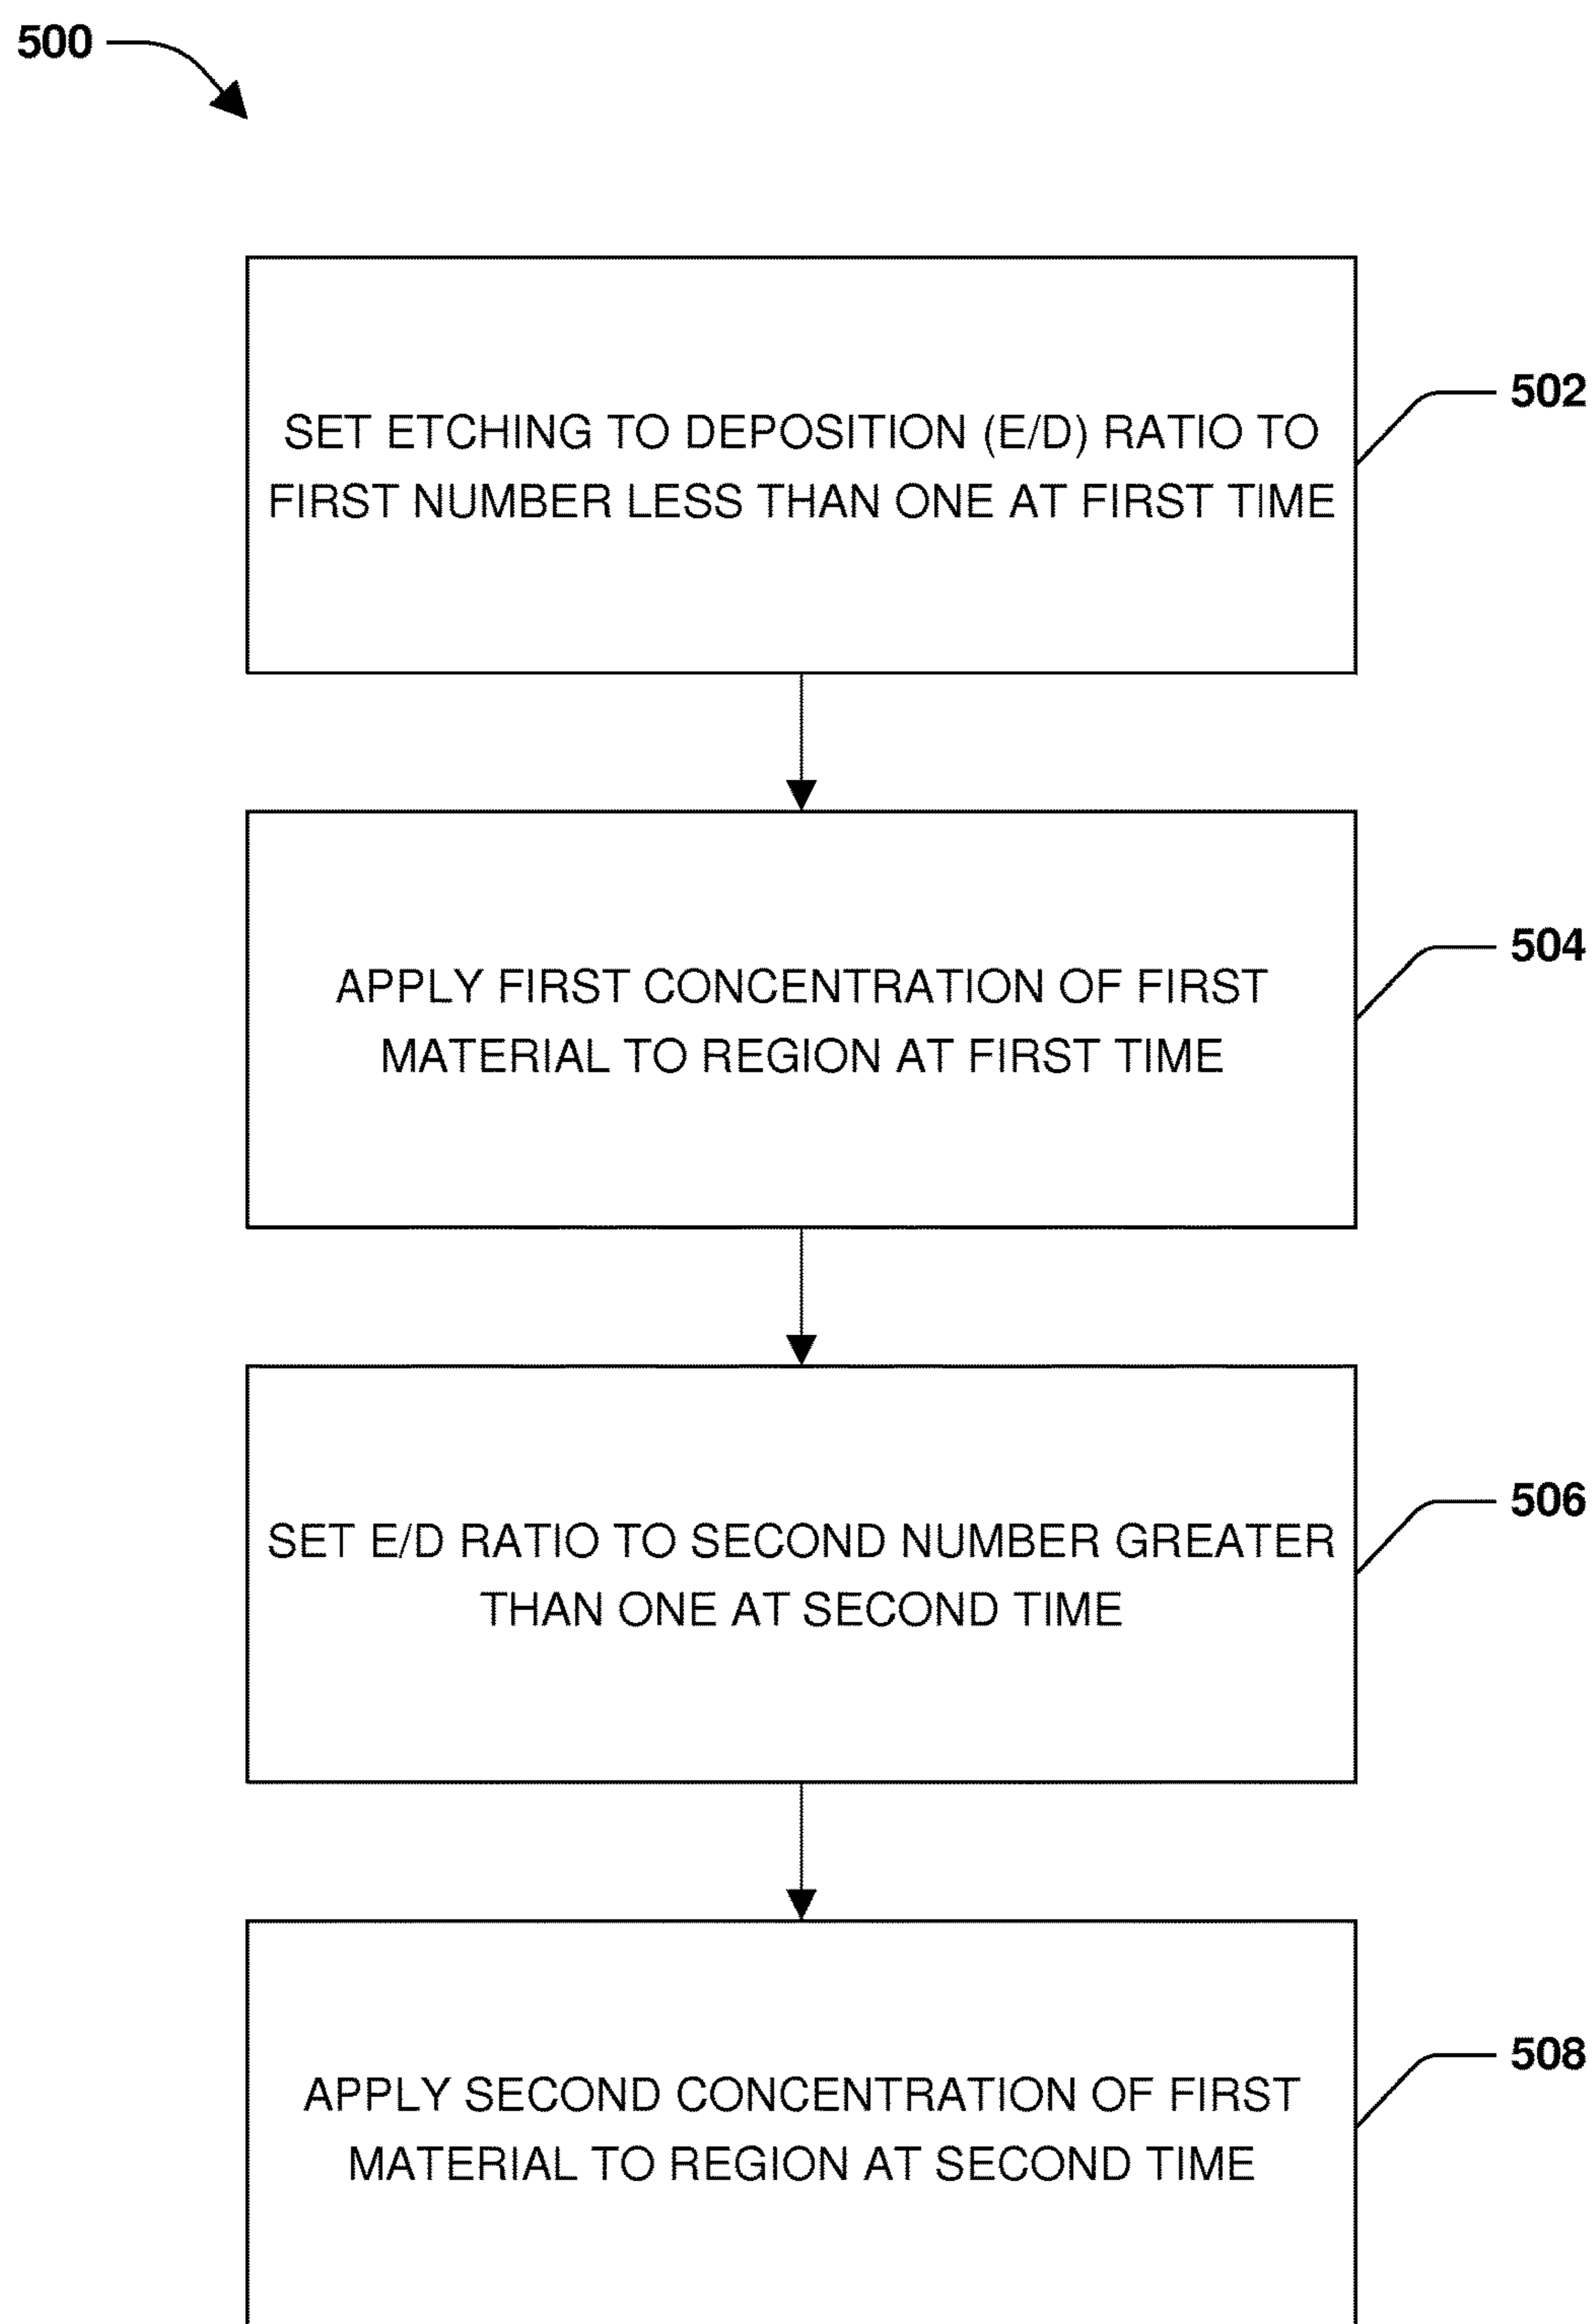 500
SET ETCHING TO DEPOSITION (E/D) RATIO TO
FIRST NUMBER LESS THAN ONE AT FIRST TIME
502
APPLY FIRST CONCENTRATION OF FIRST
MATERIAL TO REGION AT FIRST TIME
504
SET E/D RATIO TO SECOND NUMBER GREATER
THAN ONE AT SECOND TIME
506
APPLY SECOND CONCENTRATION OF FIRST
MATERIAL TO REGION AT SECOND TIME
508